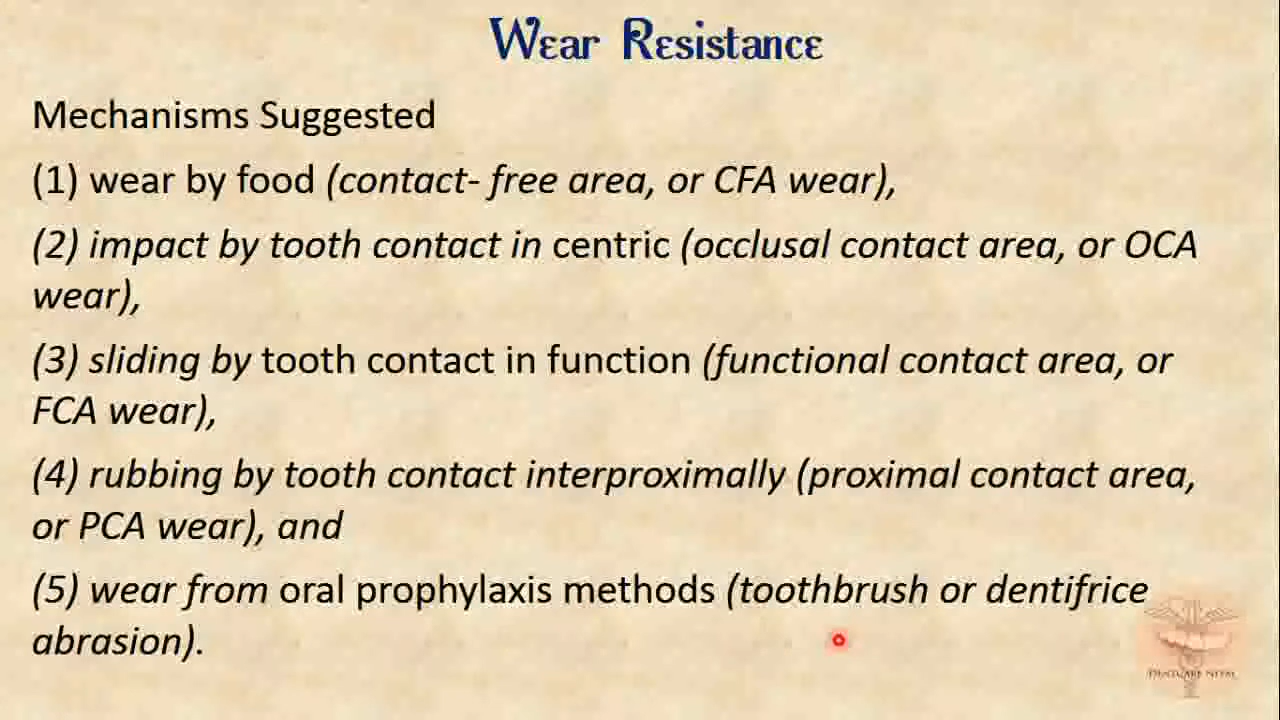 Wear Resistance
Mechanisms Suggested
(1) wear by food (contact- free area, or CFA wear),
(2) impact by tooth contact in centric (occlusal contact area, or OCA
wear),
(3) sliding by tooth contact in function (functional contact area, or
FCA wear),
(4) rubbing by tooth contact interproximally (proximal contact area,
or PCA wear), and
(5) wear from oral prophylaxis methods (toothbrush or dentifrice
abrasion).
DENTCARE NEPAL